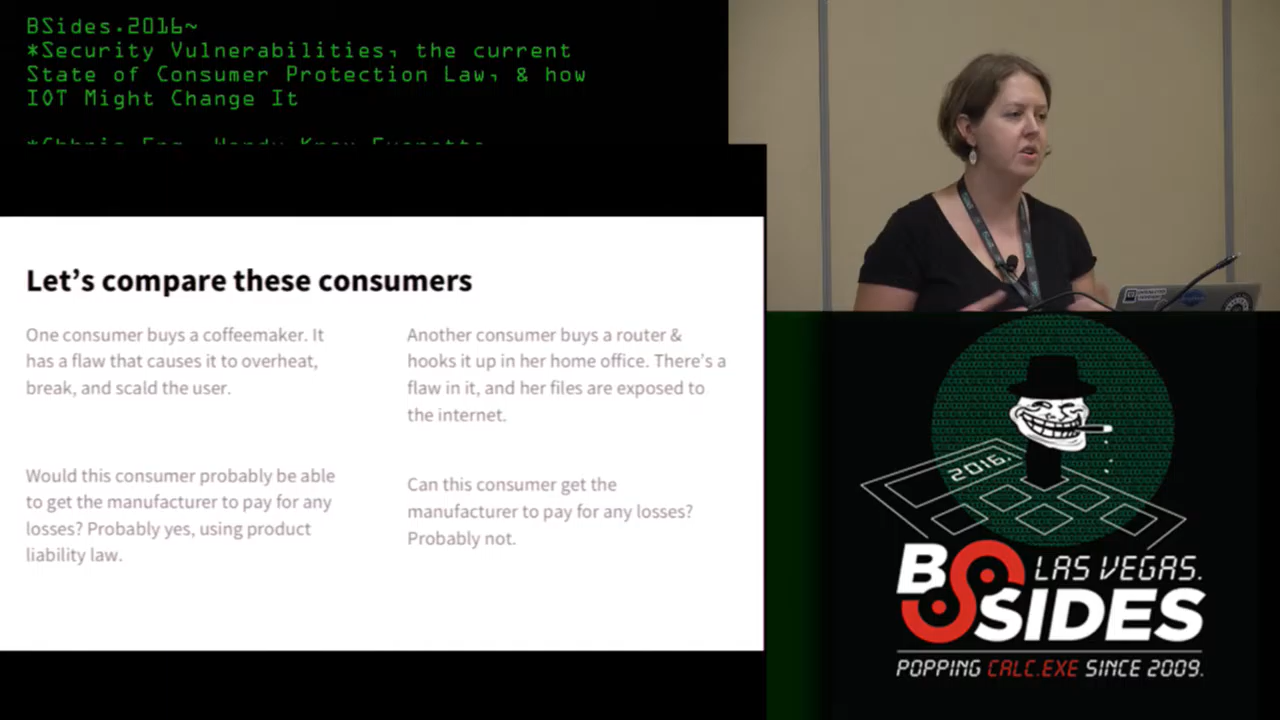 BSides.2016~
*Security Vulnerabilities, the current
State of Consumer Protection Law, & how
IOT Might Change It
Let's compare these consumers
One consumer buys a coffeemaker. It
has a flaw that causes it to overheat,
break, and scald the user.
Would this consumer probably be able
to get the manufacturer to pay for any
losses? Probably yes, using product
liability law.
Another consumer buys a router &
hooks it up in her home office. There's a
flaw in it, and her files are exposed to
the internet.
Can this consumer get the
manufacturer to pay for any losses?
Probably not.
2016.
BSIDES
LAS VEGAS.
POPPING CALC.EXE SINCE 2009.